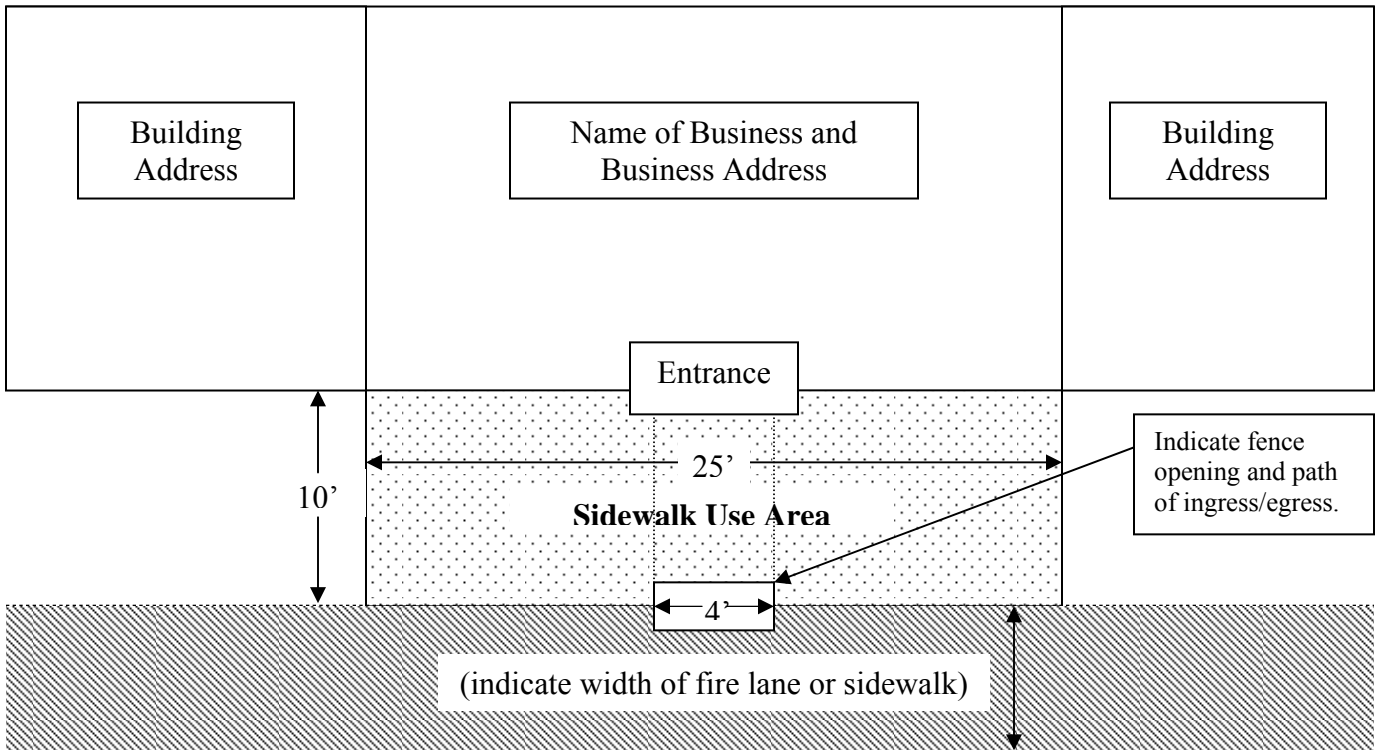 Building
Address
Name of Business and
Business Address
Building
Address
Entrance
Indicate fence
opening and path
of ingress/egress.
25’
10’
Sidewalk Use Area
4’
(indicate width of fire lane or sidewalk)